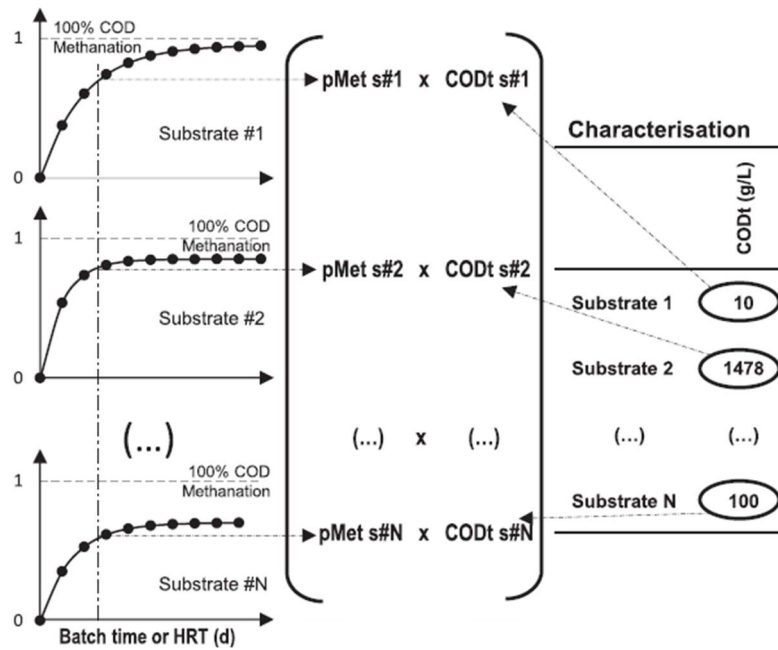 1
100% COD
Methanation
0
Substrate #1
1
100% COD
Methanation
0
Substrate #2
(...)
1
100% COD
Methanation
0
Substrate #N
Batch time or HRT (d)
pMet s#1 x CODt s#1
pMet s#2 x CODt s#2
(...) x (...)
pMet s#N x CODt s#N
Characterisation
CODt (g/L)
Substrate 1 10
Substrate 2 1478
(...) (...)
Substrate N 100